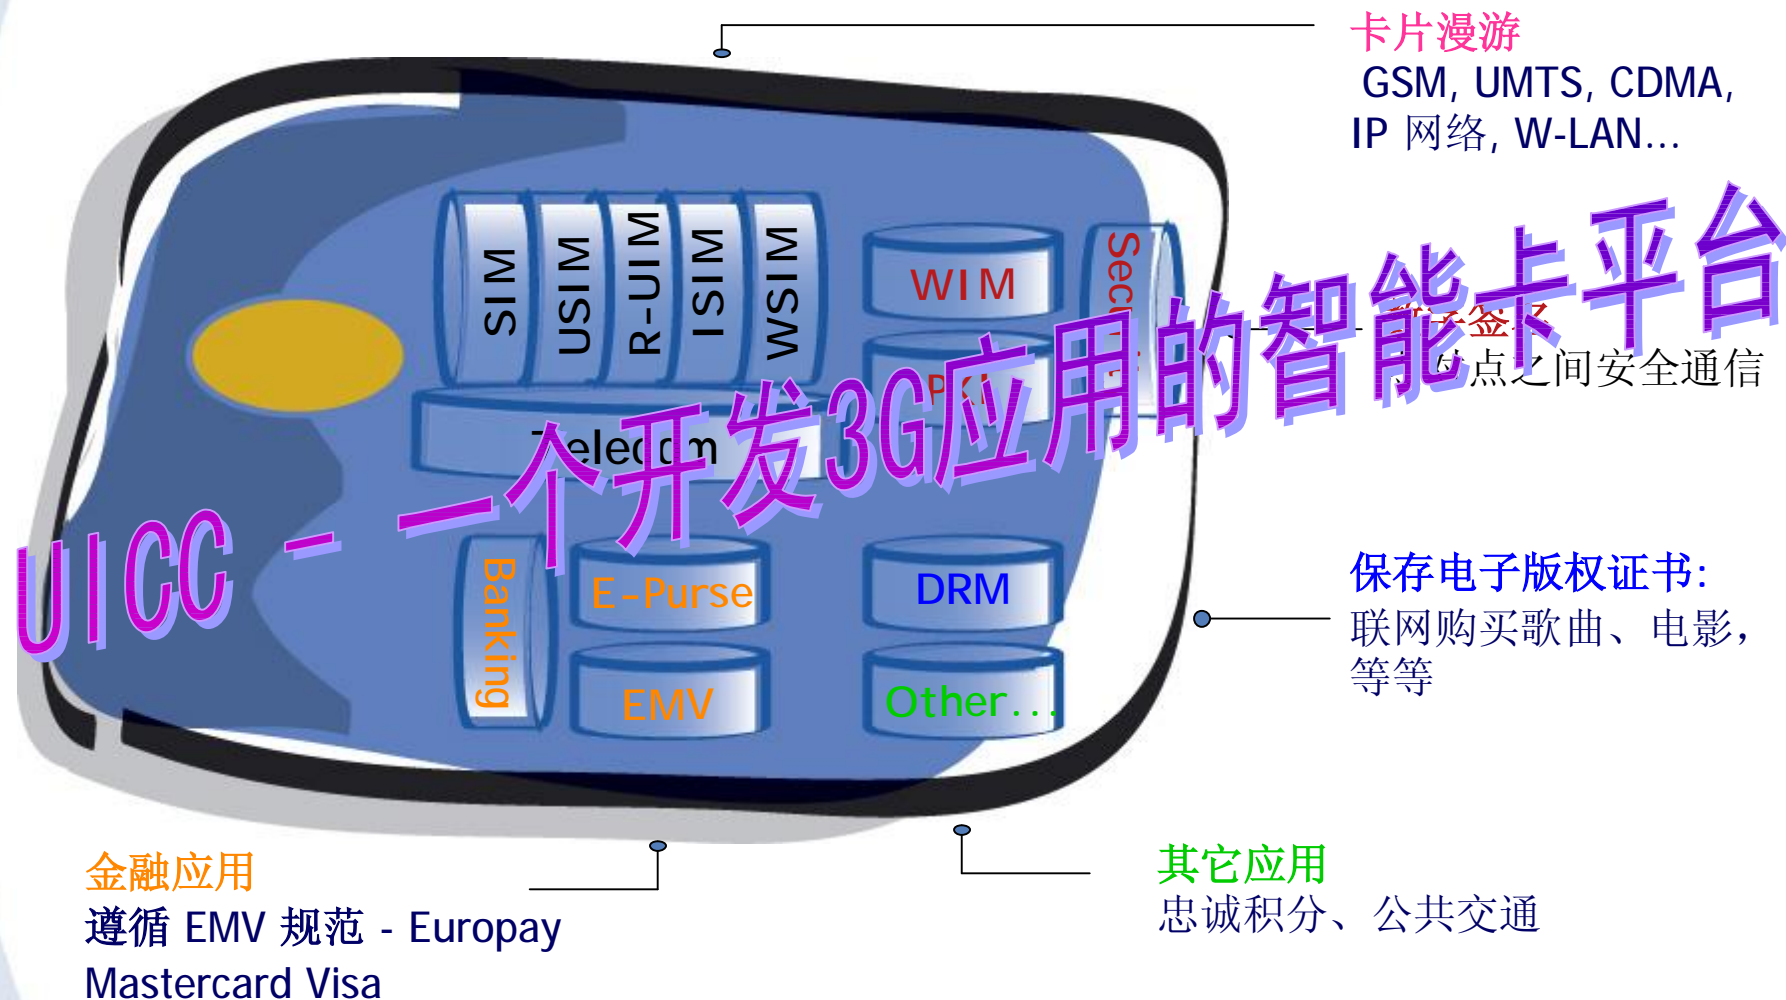 卡片漫游
GSM, UMTS, CDMA,
IP 网络, W-LAN...
SIM
USIM
R-UIM
ISIM
WSIM
WIM
Telecom
UICC - 一个开发3G应用的智能卡平台
点之间安全通信
Banking
E-Purse
EMV
DRM
Other...
保存电子版权证书:
联网购买歌曲、电影，
等等
金融应用
遵循 EMV 规范 - Europay
Mastercard Visa
其它应用
忠诚积分、公共交通